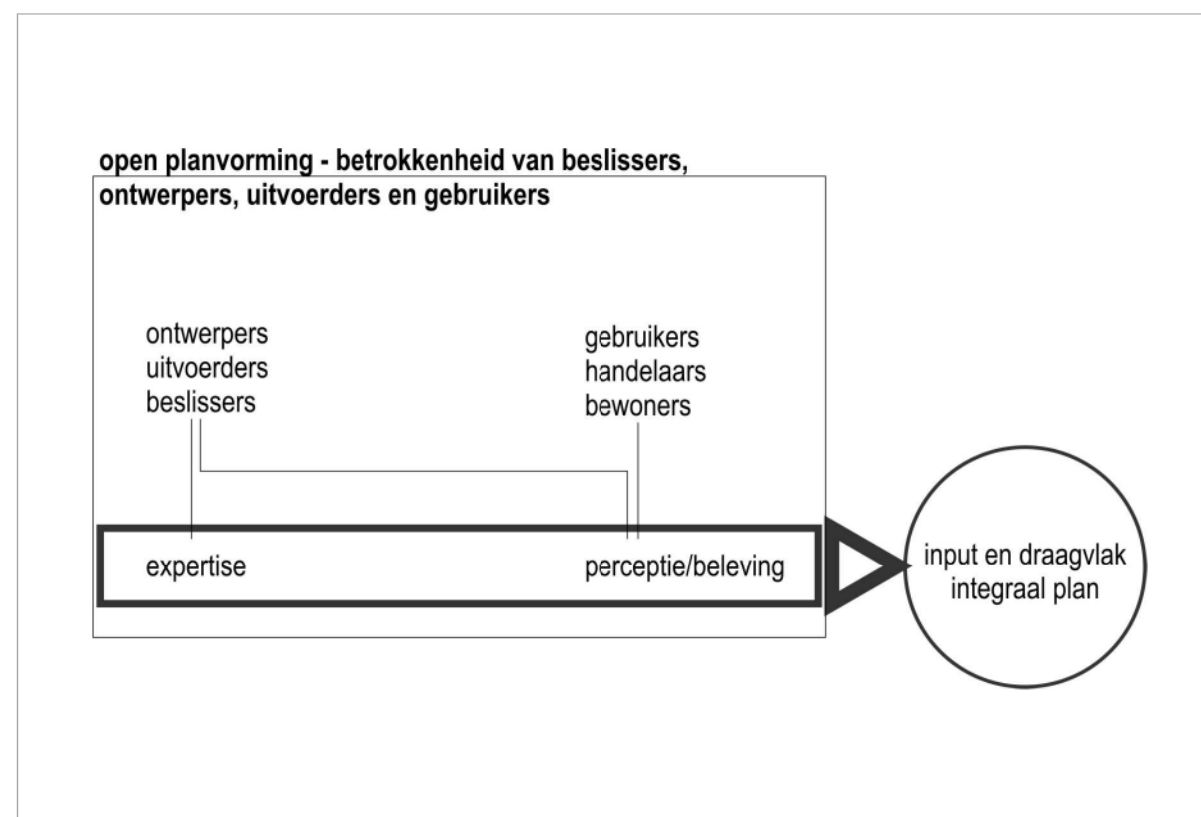 open planvorming - betrokkenheid van beslissers,
ontwerpers, uitvoerders en gebruikers
ontwerpers
uitvoerders
beslissers
gebruikers
handelaars
bewoners
expertise
perceptie/beleving
input en draagvlak
integraal plan